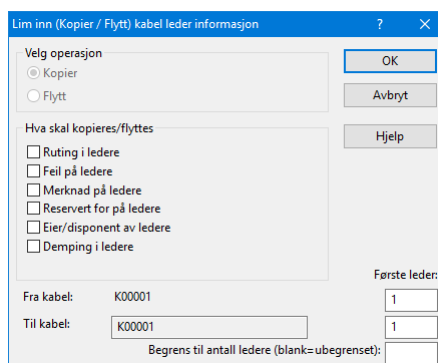 Lim inn (Kopier / Flytt) kabel leder informasjon ? ×
Velg operasjon
Kopier
Flytt
OK
Avbryt
Hjelp
Hva skal kopieres/flyttes
Ruting i ledere
Feil på ledere
Merknad på ledere
Reservert for på ledere
Eier/disponent av ledere
Demping i ledere
Første leder:
Fra kabel: K00001 1
Til kabel: K00001 1
Begrens til antall ledere (blank=ubegrenset):